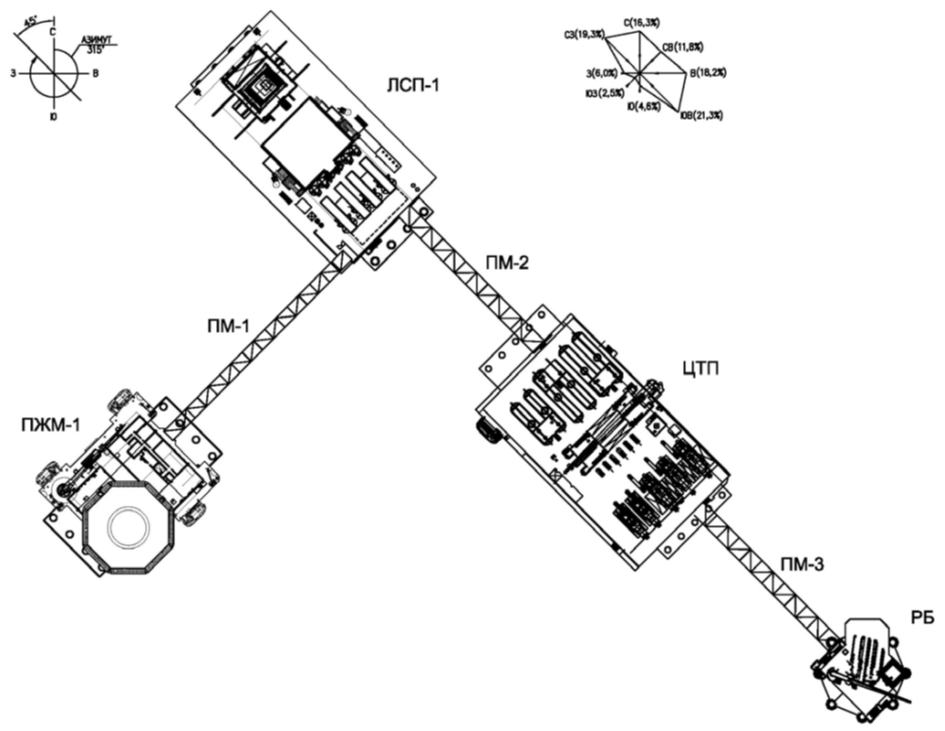 45°
С
АЗИМУТ
315°
З
В
Ю
С(16,3%)
СЗ(19,3%)
СВ(11,8%)
З(6,0%)
В(18,2%)
ЮЗ(2,5%)
Ю(4,6%)
ЮВ(21,3%)
ЛСП-1
ПМ-2
ПМ-1
ЦТП
ПЖМ-1
ПМ-3
РБ